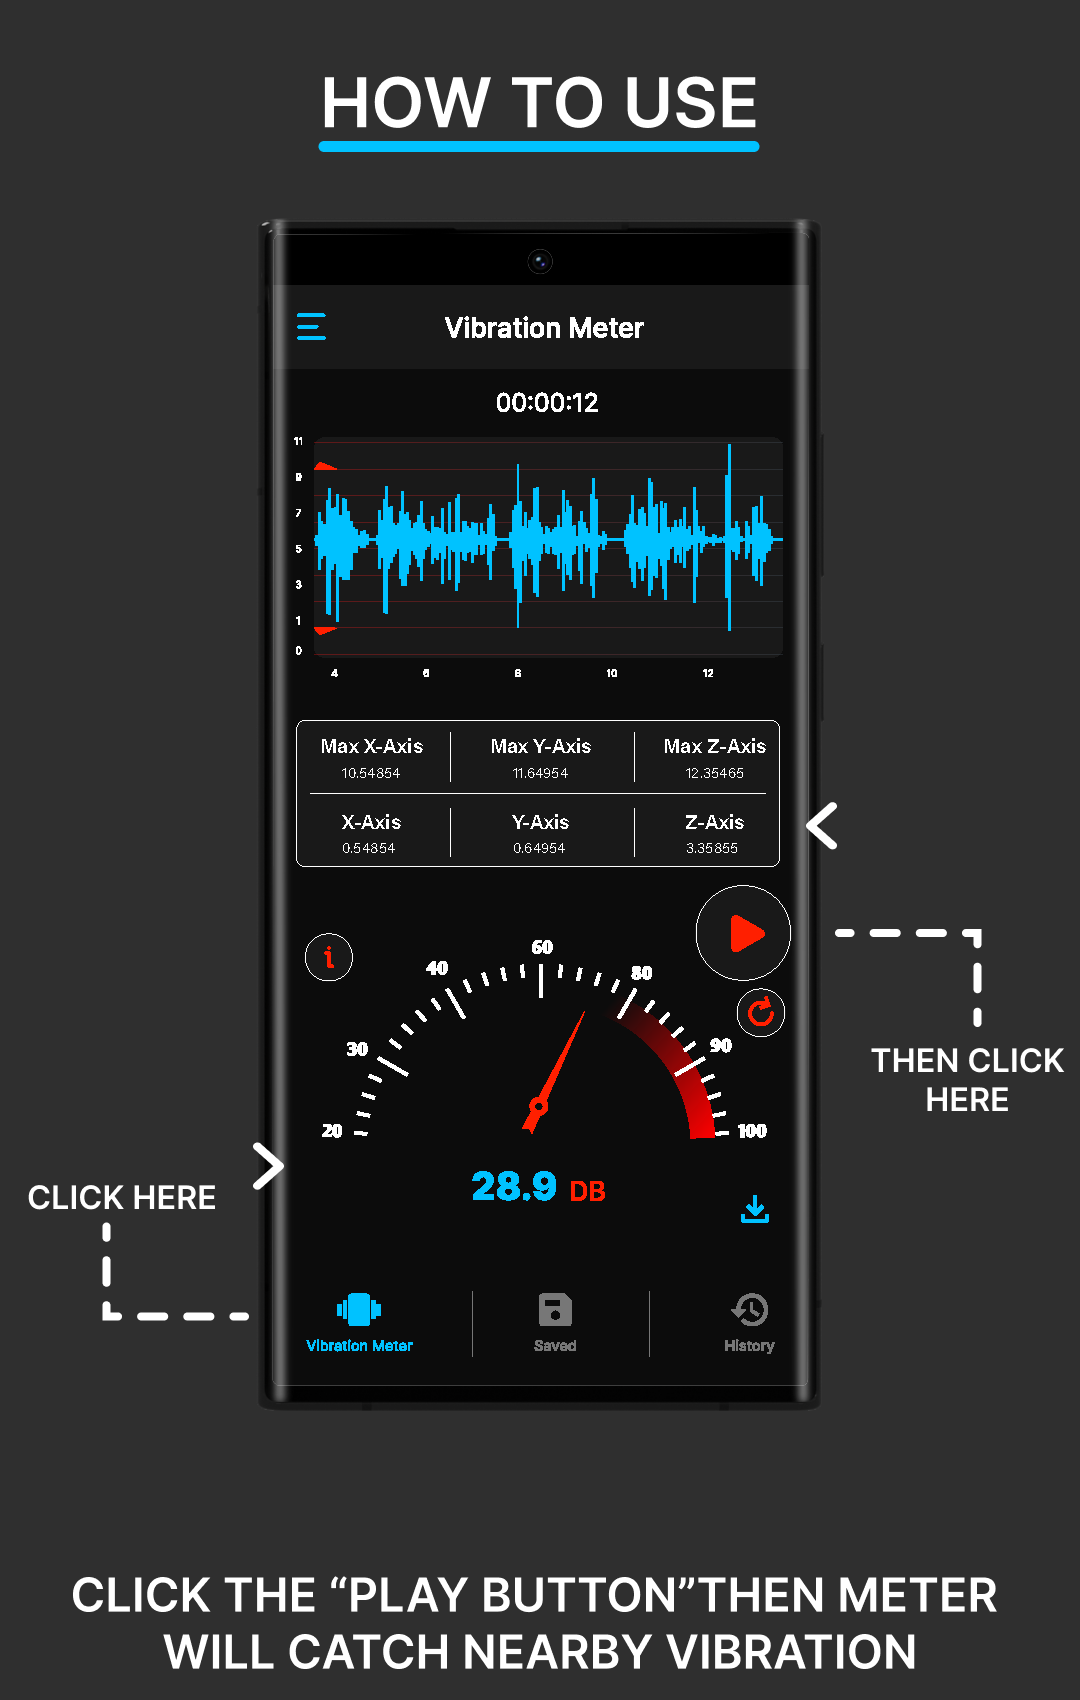 HOW TO USE
Vibration Meter
00:00:12
11
9
7
5
3
1
0
4 6 8 10 12
Max X-Axis Max Y-Axis Max Z-Axis
10.54854 11.64954 12.35465
X-Axis Y-Axis Z-Axis
0.54854 0.64954 3.35855
i
20 30 40 60 80 90 100
28.9 DB
THEN CLICK
HERE
CLICK HERE
Vibration Meter Saved History
CLICK THE “PLAY BUTTON”THEN METER
WILL CATCH NEARBY VIBRATION